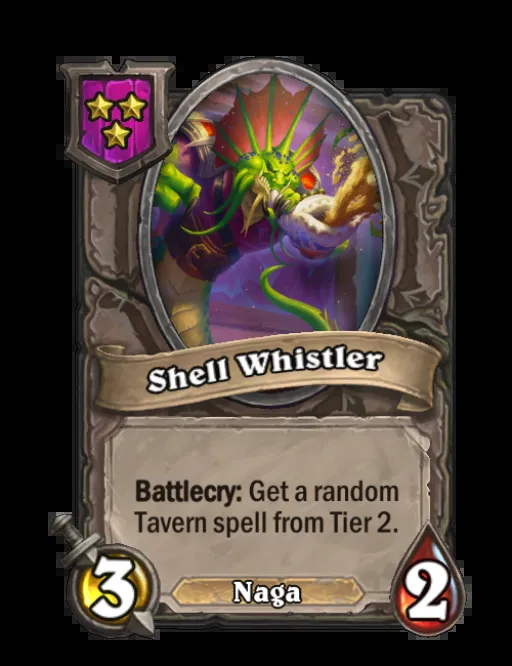 Shell Whistler
Battlecry: Get a random
Tavern spell from Tier 2.
3
Naga
2